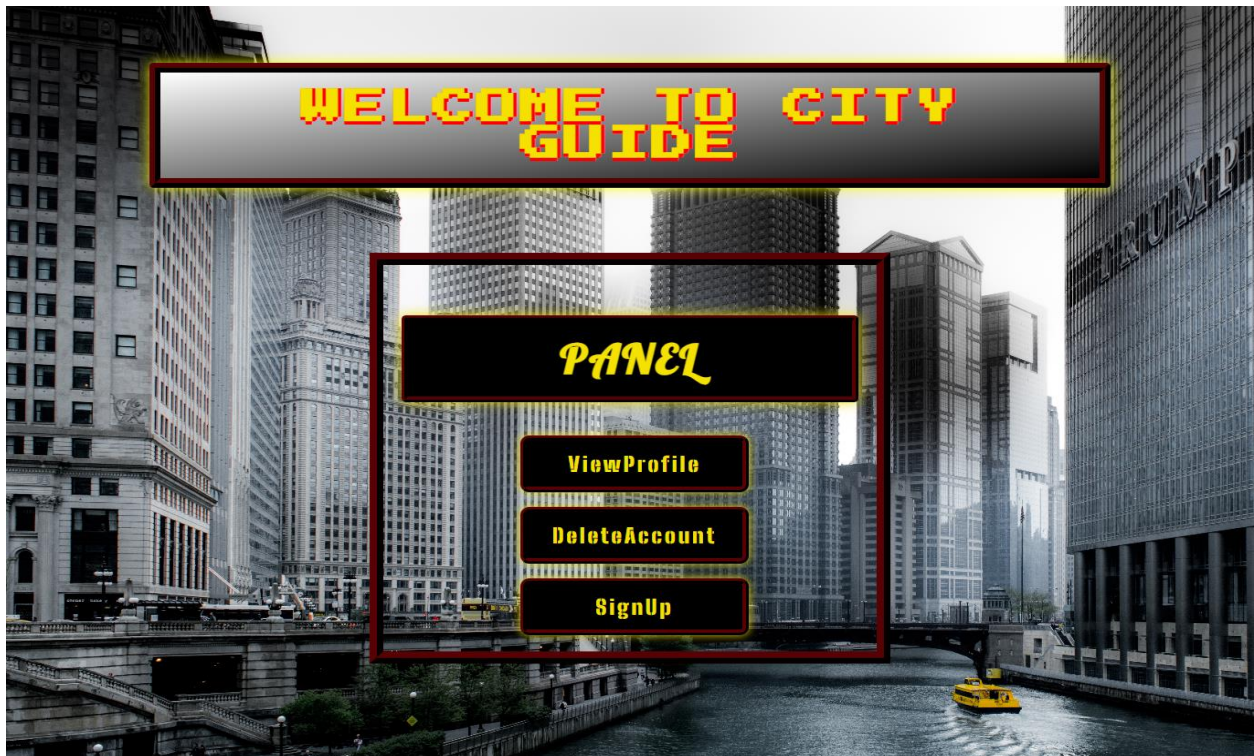 WELCOME TO CITY
GUIDE
TRUMP
PANEL
ViewProfile
DeleteAccount
SignUp